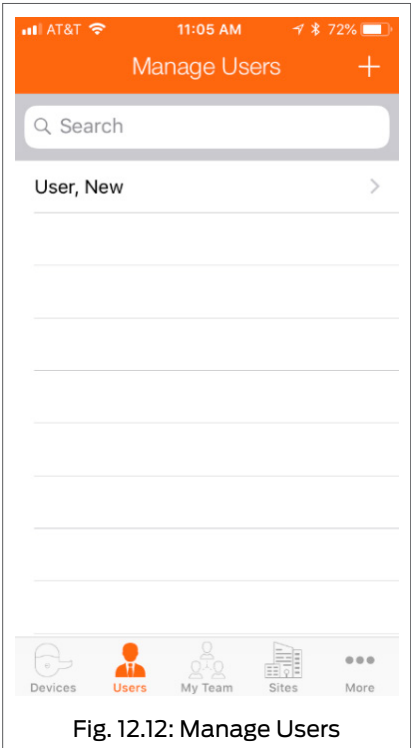 AT&T 11:05 AM 72%
Manage Users +
Search
User, New
Devices Users My Team Sites More
Fig. 12.12: Manage Users